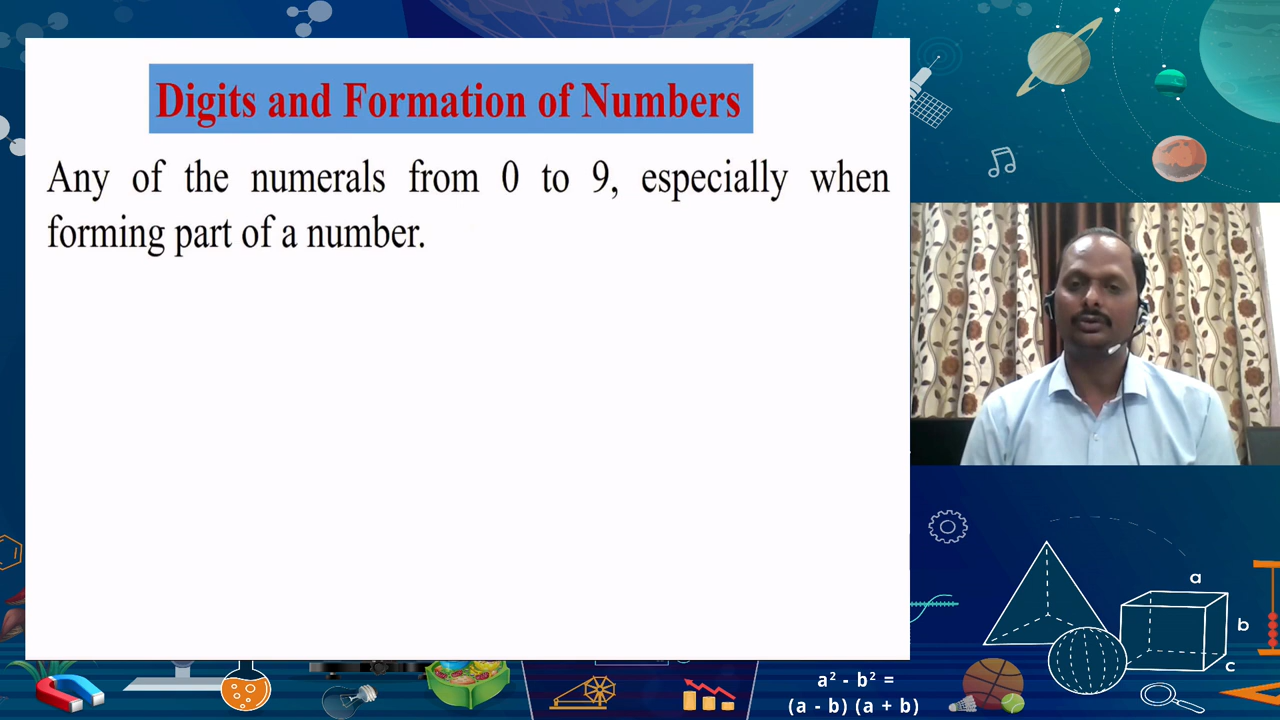 Digits and Formation of Numbers
Any of the numerals from 0 to 9, especially when
forming part of a number.
a
b
c
a² - b² =
(a - b) (a + b)